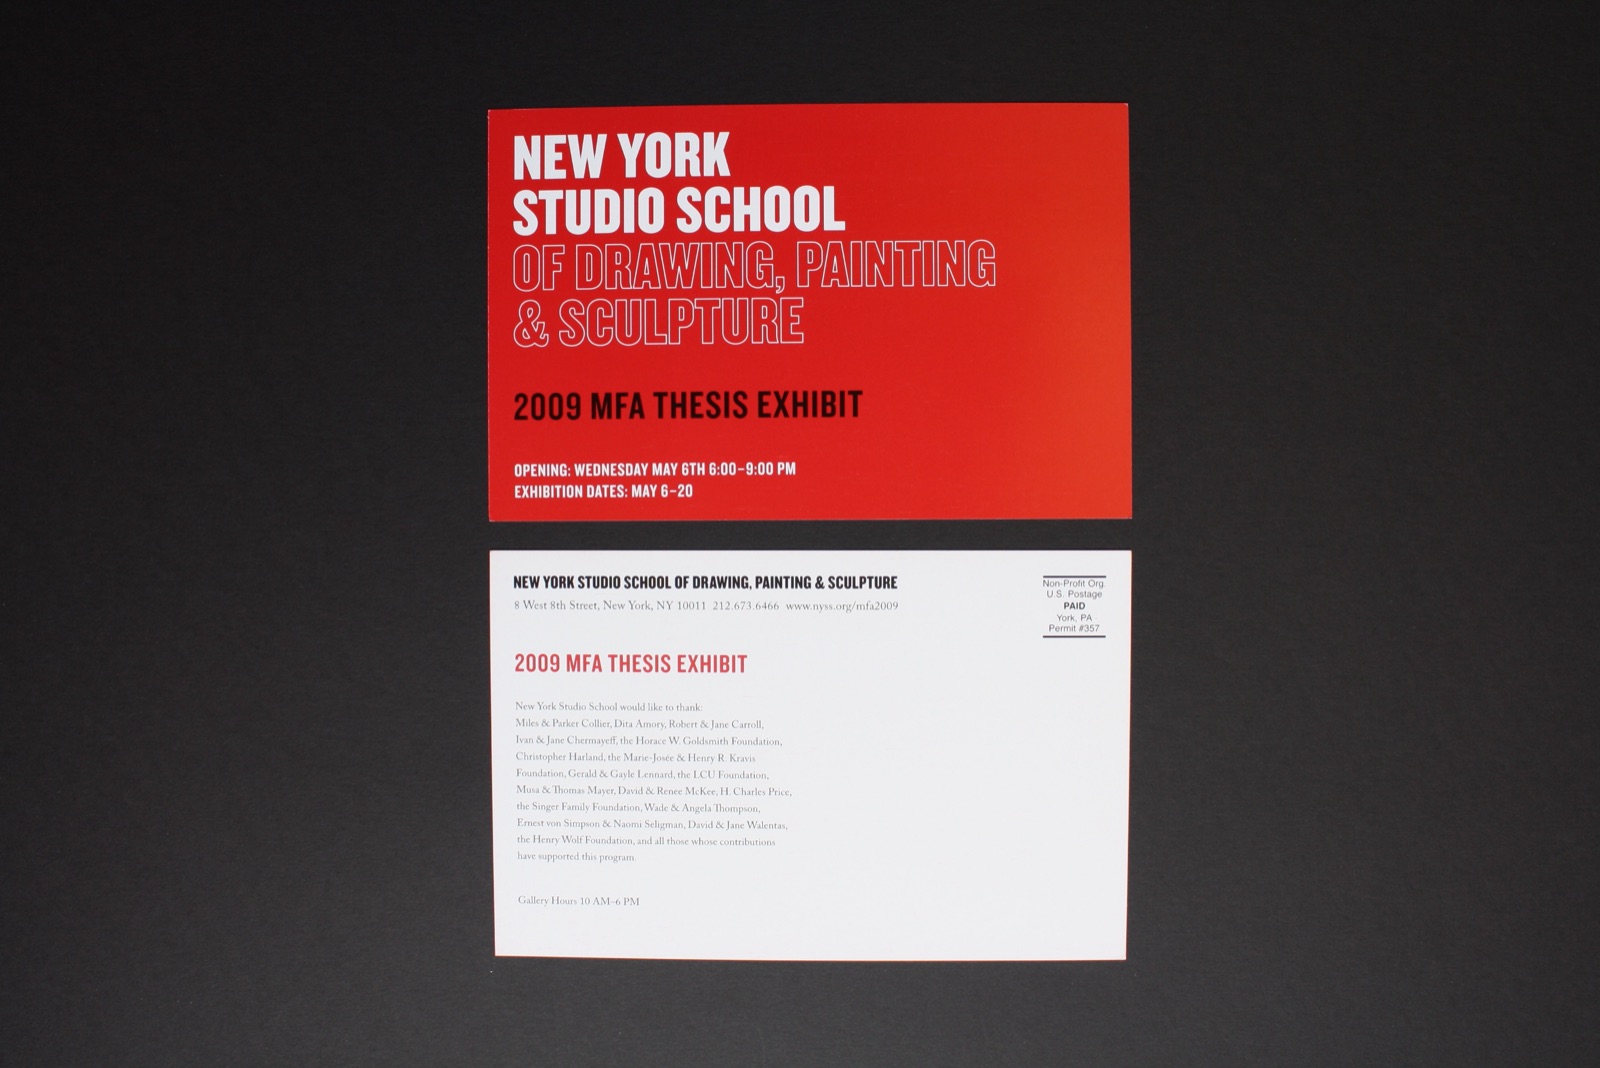 NEW YORK
STUDIO SCHOOL
OF DRAWING, PAINTING
& SCULPTURE
2009 MFA THESIS EXHIBIT
OPENING: WEDNESDAY MAY 6TH 6:00–9:00 PM
EXHIBITION DATES: MAY 6–20
NEW YORK STUDIO SCHOOL OF DRAWING, PAINTING & SCULPTURE
8 West 8th Street, New York, NY 10011 212.673.6466 www.nyss.org/mfa2009
Non-Profit Org.
U.S. Postage
PAID
York, PA
Permit #357
2009 MFA THESIS EXHIBIT
New York Studio School would like to thank:
Miles & Parker Collier, Dita Amory, Robert & Jane Carroll,
Ivan & Jane Chermayeff, the Horace W. Goldsmith Foundation,
Christopher Harland, the Marie-Josée & Henry R. Kravis
Foundation, Gerald & Gayle Lennard, the LCU Foundation,
Musa & Thomas Mayer, David & Renee McKee, H. Charles Price,
the Singer Family Foundation, Wade & Angela Thompson,
Ernest von Simpson & Naomi Seligman, David & Jane Walentas,
the Henry Wolf Foundation, and all those whose contributions
have supported this program.
Gallery Hours 10 AM–6 PM